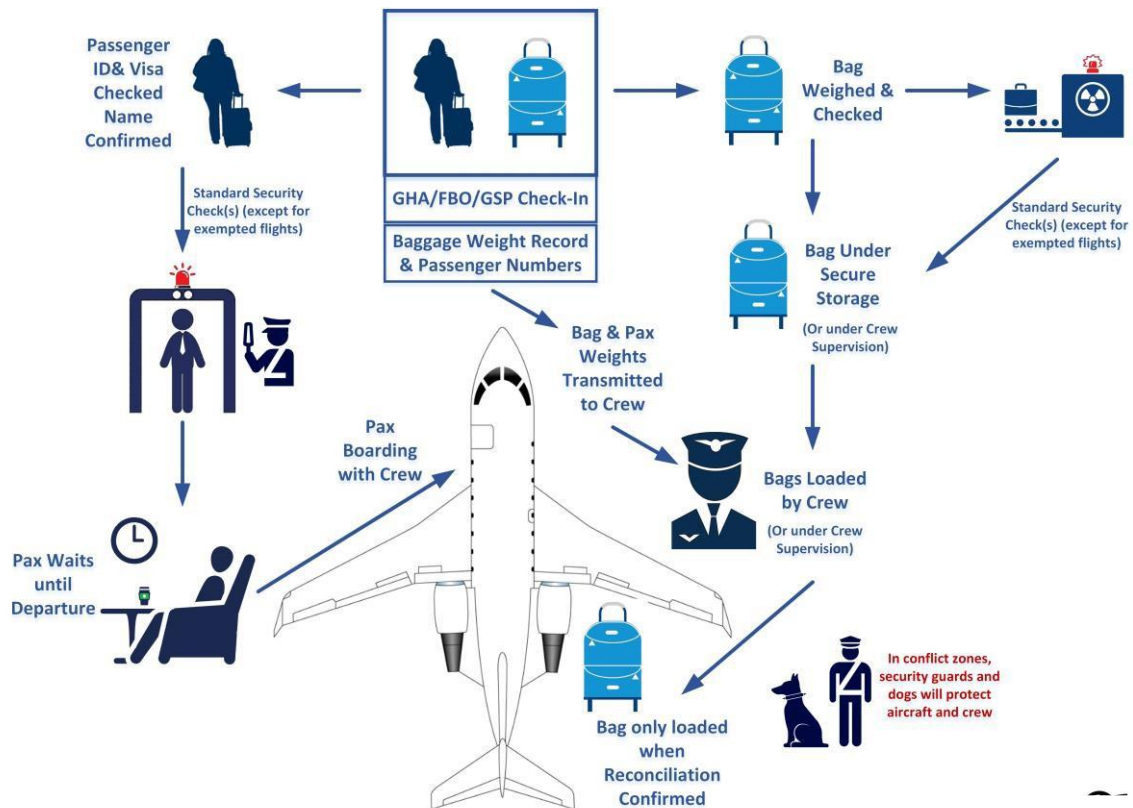 Passenger
ID& Visa
Checked
Name
Confirmed
Standard Security
Check(s) (except for
exempted flights)
Pax Waits
until
Departure
Pax
Boarding
with Crew
GHA/FBO/GSP Check-In
Baggage Weight Record
& Passenger Numbers
Bag & Pax
Weights
Transmitted
to Crew
Bag
Weighed &
Checked
Standard Security
Check(s) (except for
exempted flights)
Bag Under
Secure
Storage
(Or under Crew
Supervision)
Bags Loaded
by Crew
(Or under Crew
Supervision)
Bag only loaded
when
Reconciliation
Confirmed
In conflict zones,
security guards and
dogs will protect
aircraft and crew